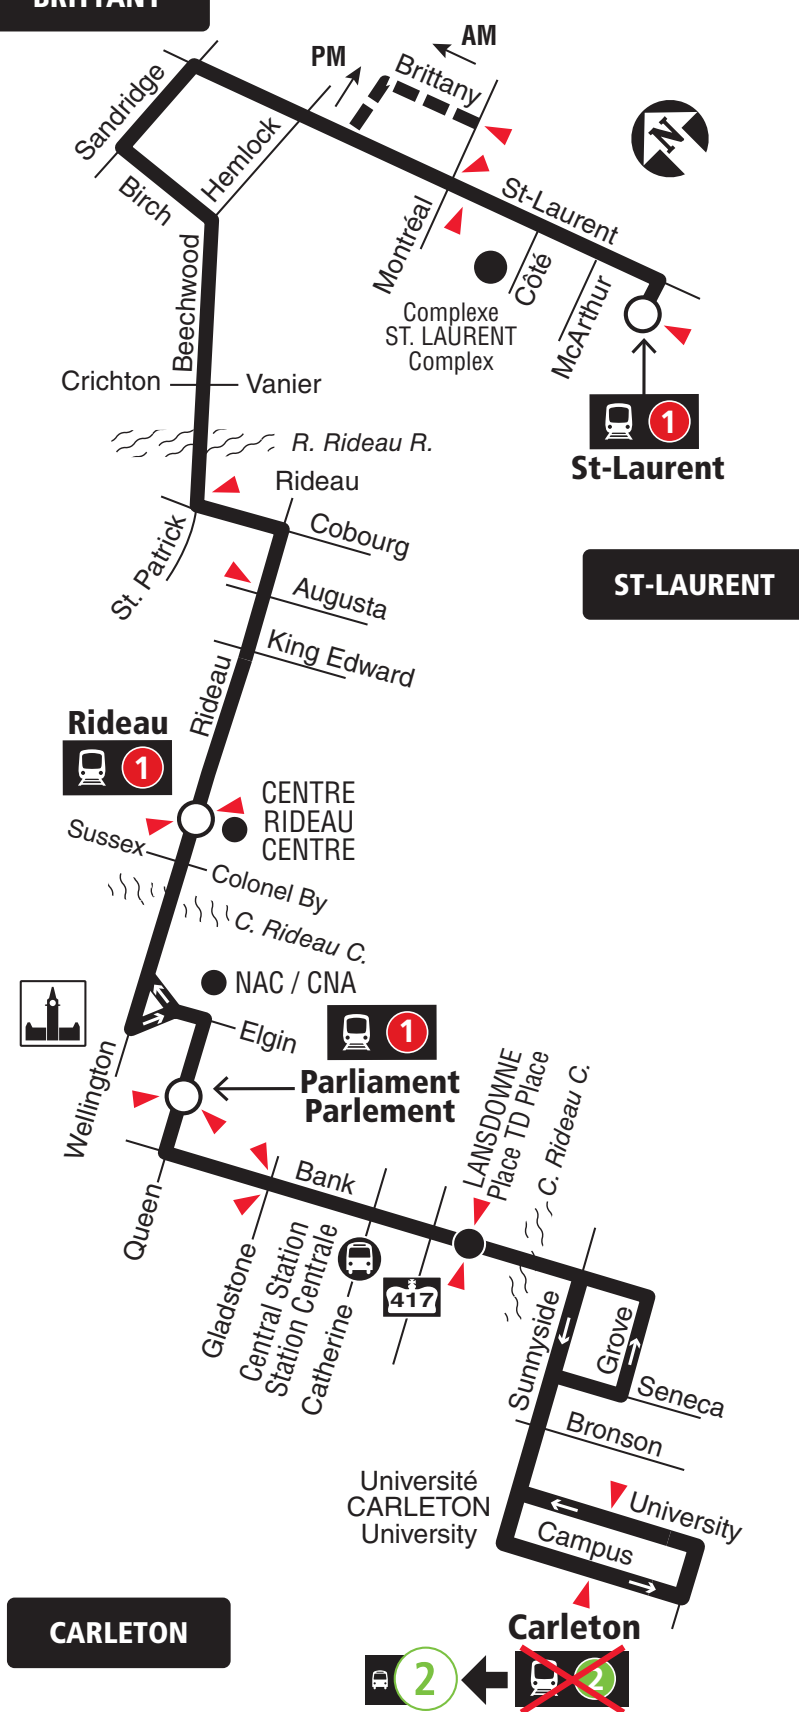 BRITTANY
AM
PM
Brittany
Sandridge
Hemlock
N
Birch
St-Laurent
Montréal
Beechwood
Côté
McArthur
Complexe
ST. LAURENT
Complex
Crichton
Vanier
1
St-Laurent
R. Rideau R.
Rideau
Cobourg
St. Patrick
ST-LAURENT
Augusta
King Edward
Rideau
Rideau
1
CENTRE
RIDEAU
CENTRE
Sussex
Colonel By
C. Rideau C.
NAC / CNA
1
Elgin
Parliament
Parlement
Wellington
LANSDOWNE
Place TD Place
C. Rideau C.
Bank
Queen
Gladstone
Central Station
Station Centrale
Catherine
417
Sunnyside
Grove
Seneca
Bronson
Université
CARLETON
University
University
Campus
CARLETON
Carleton
2
2